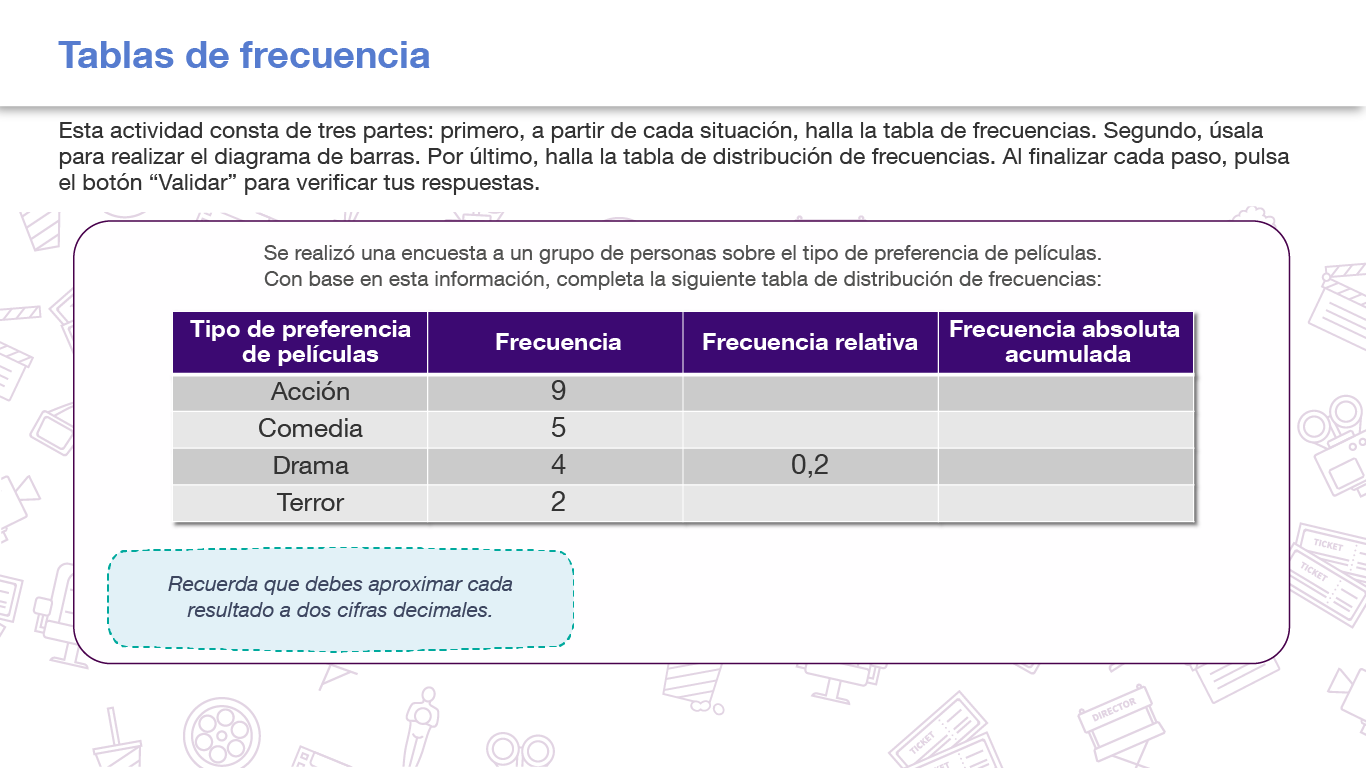 Tablas de frecuencia
Esta actividad consta de tres partes: primero, a partir de cada situación, halla la tabla de frecuencias. Segundo, úsala
para realizar el diagrama de barras. Por último, halla la tabla de distribución de frecuencias. Al finalizar cada paso, pulsa
el botón “Validar” para verificar tus respuestas.
Se realizó una encuesta a un grupo de personas sobre el tipo de preferencia de películas.
Con base en esta información, completa la siguiente tabla de distribución de frecuencias:
Tipo de preferencia de películas Frecuencia Frecuencia relativa Frecuencia absoluta acumulada
Acción 9
Comedia 5
Drama 4 0,2
Terror 2
Recuerda que debes aproximar cada
resultado a dos cifras decimales.
TICKET
TICKET
DIRECTOR
TICKET